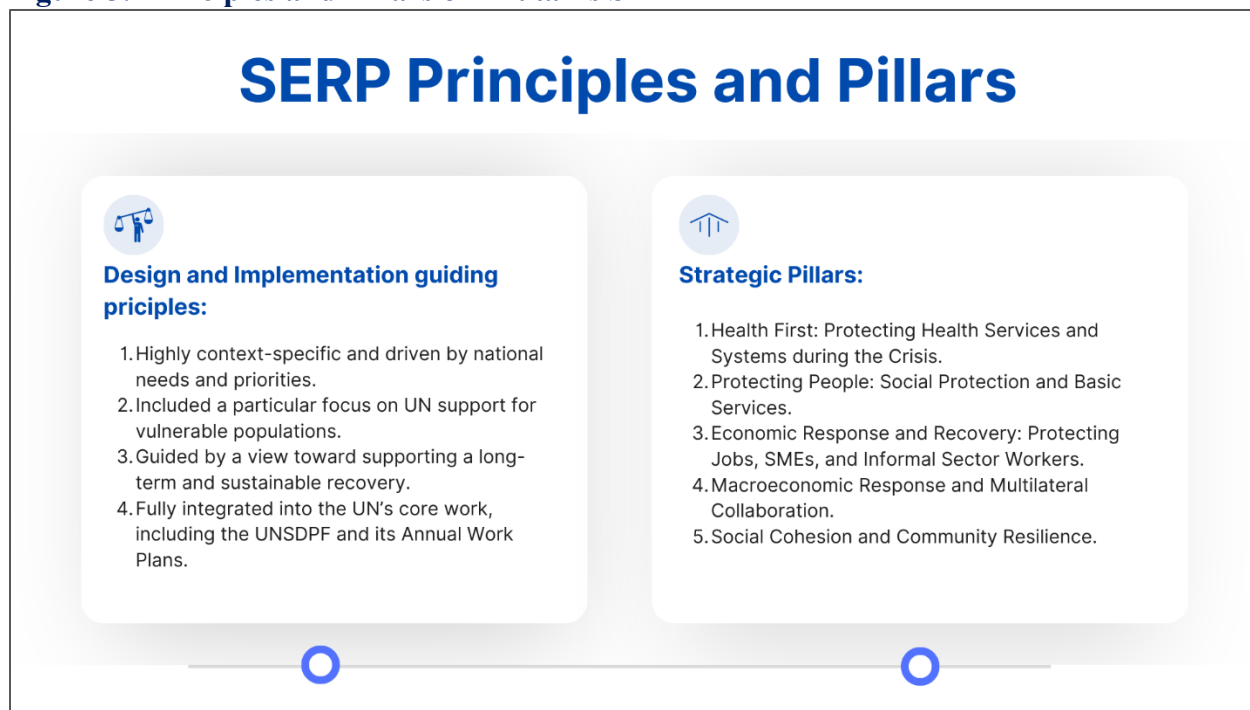 SERP Principles and Pillars
Design and Implementation guiding
priciples:
1. Highly context-specific and driven by national
needs and priorities.
2. Included a particular focus on UN support for
vulnerable populations.
3. Guided by a view toward supporting a long-
term and sustainable recovery.
4. Fully integrated into the UN's core work,
including the UNSDPF and its Annual Work
Plans.
Strategic Pillars:
1. Health First: Protecting Health Services and
Systems during the Crisis.
2. Protecting People: Social Protection and Basic
Services.
3. Economic Response and Recovery: Protecting
Jobs, SMEs, and Informal Sector Workers.
4. Macroeconomic Response and Multilateral
Collaboration.
5. Social Cohesion and Community Resilience.